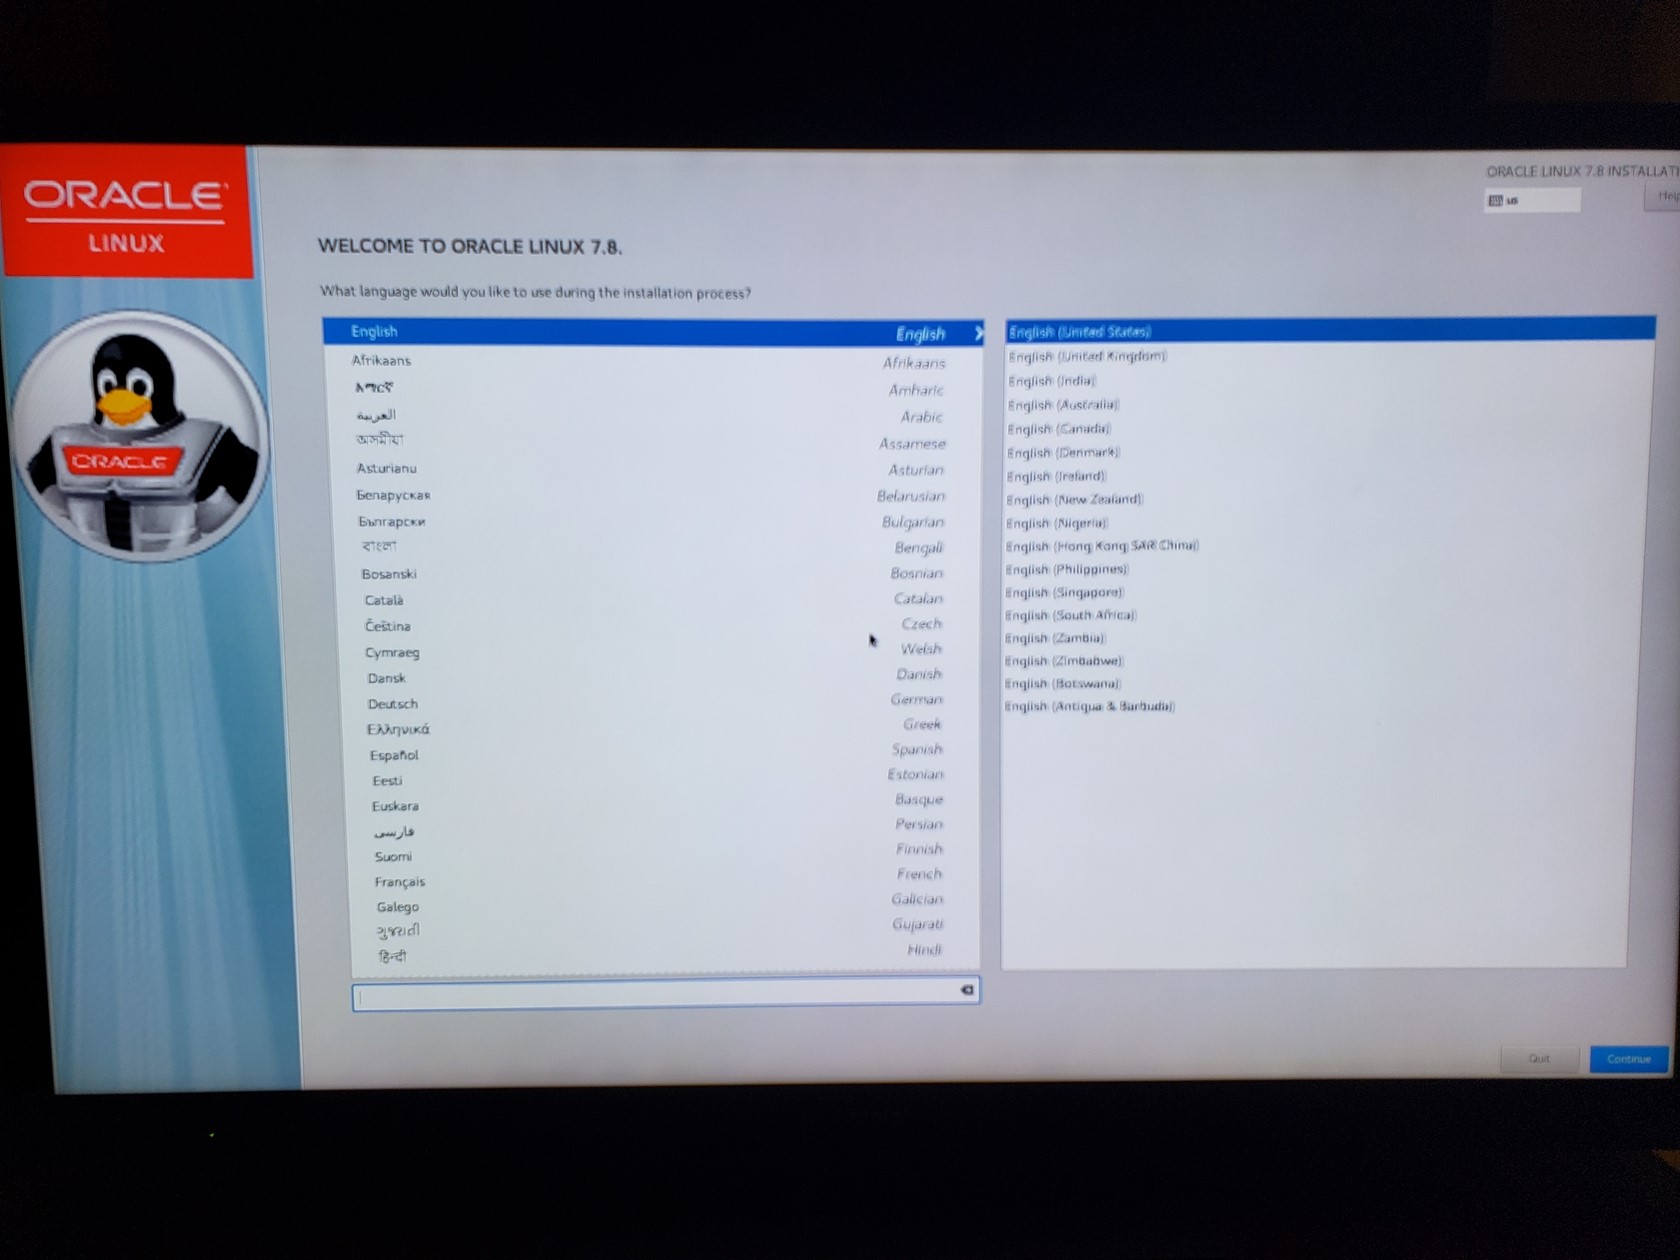 ORACLE
LINUX
ORACLE
ORACLE LINUX 7.8 INSTALLATI
us
Help
WELCOME TO ORACLE LINUX 7.8.
What language would you like to use during the installation process?
English English
Afrikaans Afrikaans
አማርኛ Amharic
العربية Arabic
অসমীয়া Assamese
Asturianu Asturian
Беларуская Belarusian
Български Bulgarian
বাংলা Bengali
Bosanski Bosnian
Català Catalan
Čeština Czech
Cymraeg Welsh
Dansk Danish
Deutsch German
Ελληνικά Greek
Español Spanish
Eesti Estonian
Euskara Basque
فارسی Persian
Suomi Finnish
Français French
Galego Galician
ગુજરાતી Gujarati
हिन्दी Hindi
English (United States)
English (United Kingdom)
English (India)
English (Australia)
English (Canada)
English (Denmark)
English (Ireland)
English (New Zealand)
English (Nigeria)
English (Hong Kong SAR China)
English (Philippines)
English (Singapore)
English (South Africa)
English (Zambia)
English (Zimbabwe)
English (Botswana)
English (Antigua & Barbuda)
Quit
Continue